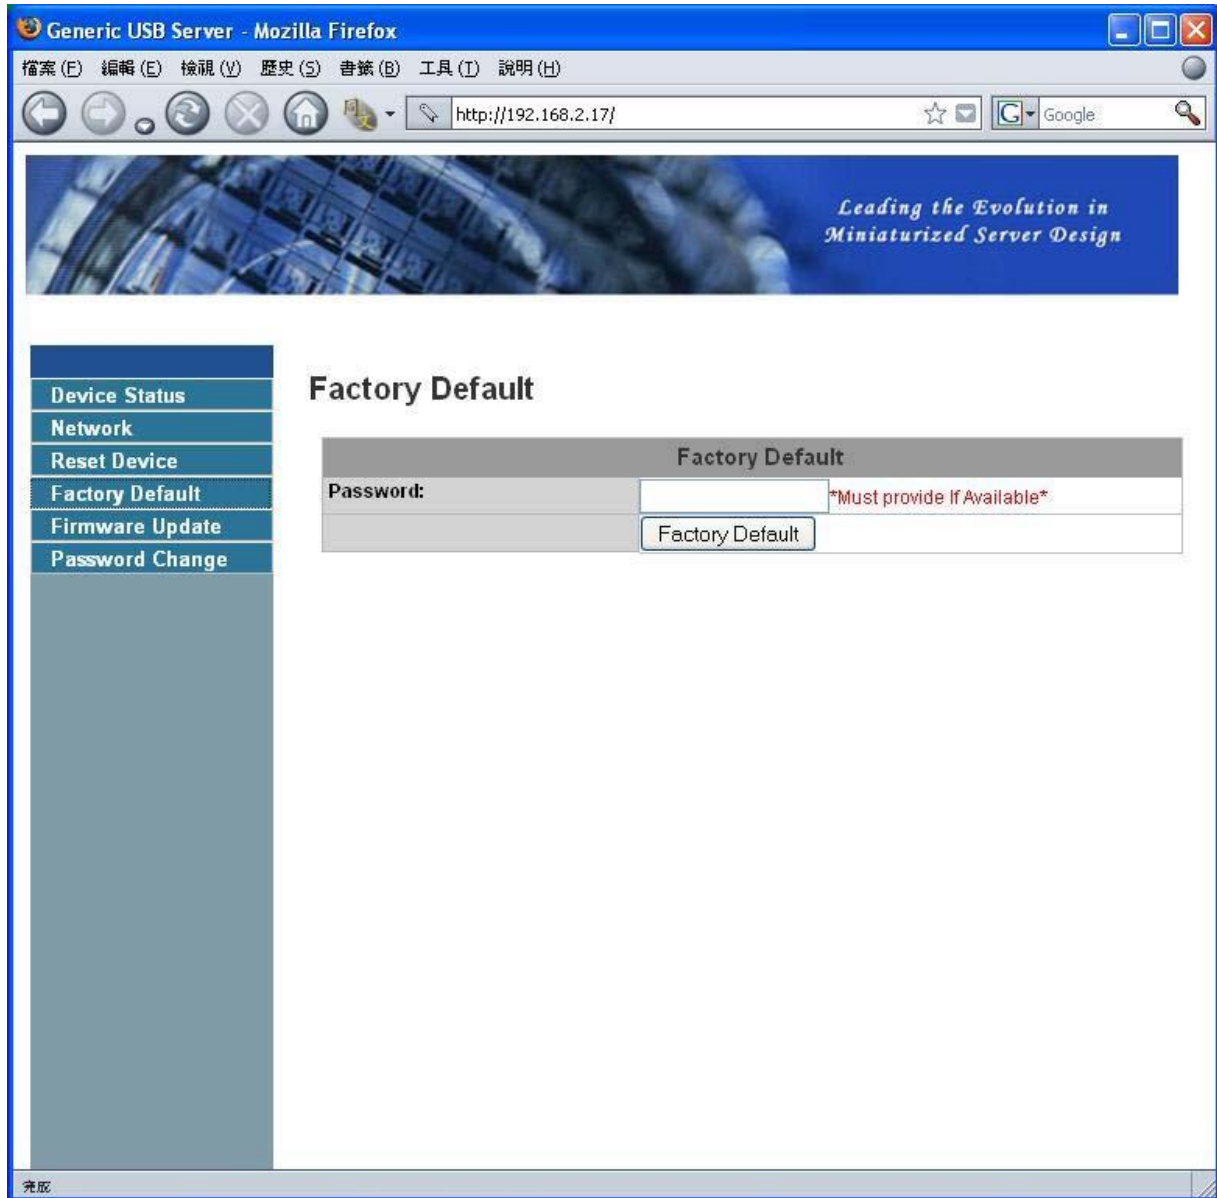 Generic USB Server - Mozilla Firefox
檔案(F) 編輯(E) 檢視(V) 歷史(S) 書籤(B) 工具(T) 說明(H)
http://192.168.2.17/
G Google
Leading the Evolution in
Miniaturized Server Design
Device Status
Network
Reset Device
Factory Default
Firmware Update
Password Change
Factory Default
Factory Default
Password:
*Must provide If Available*
Factory Default
完成